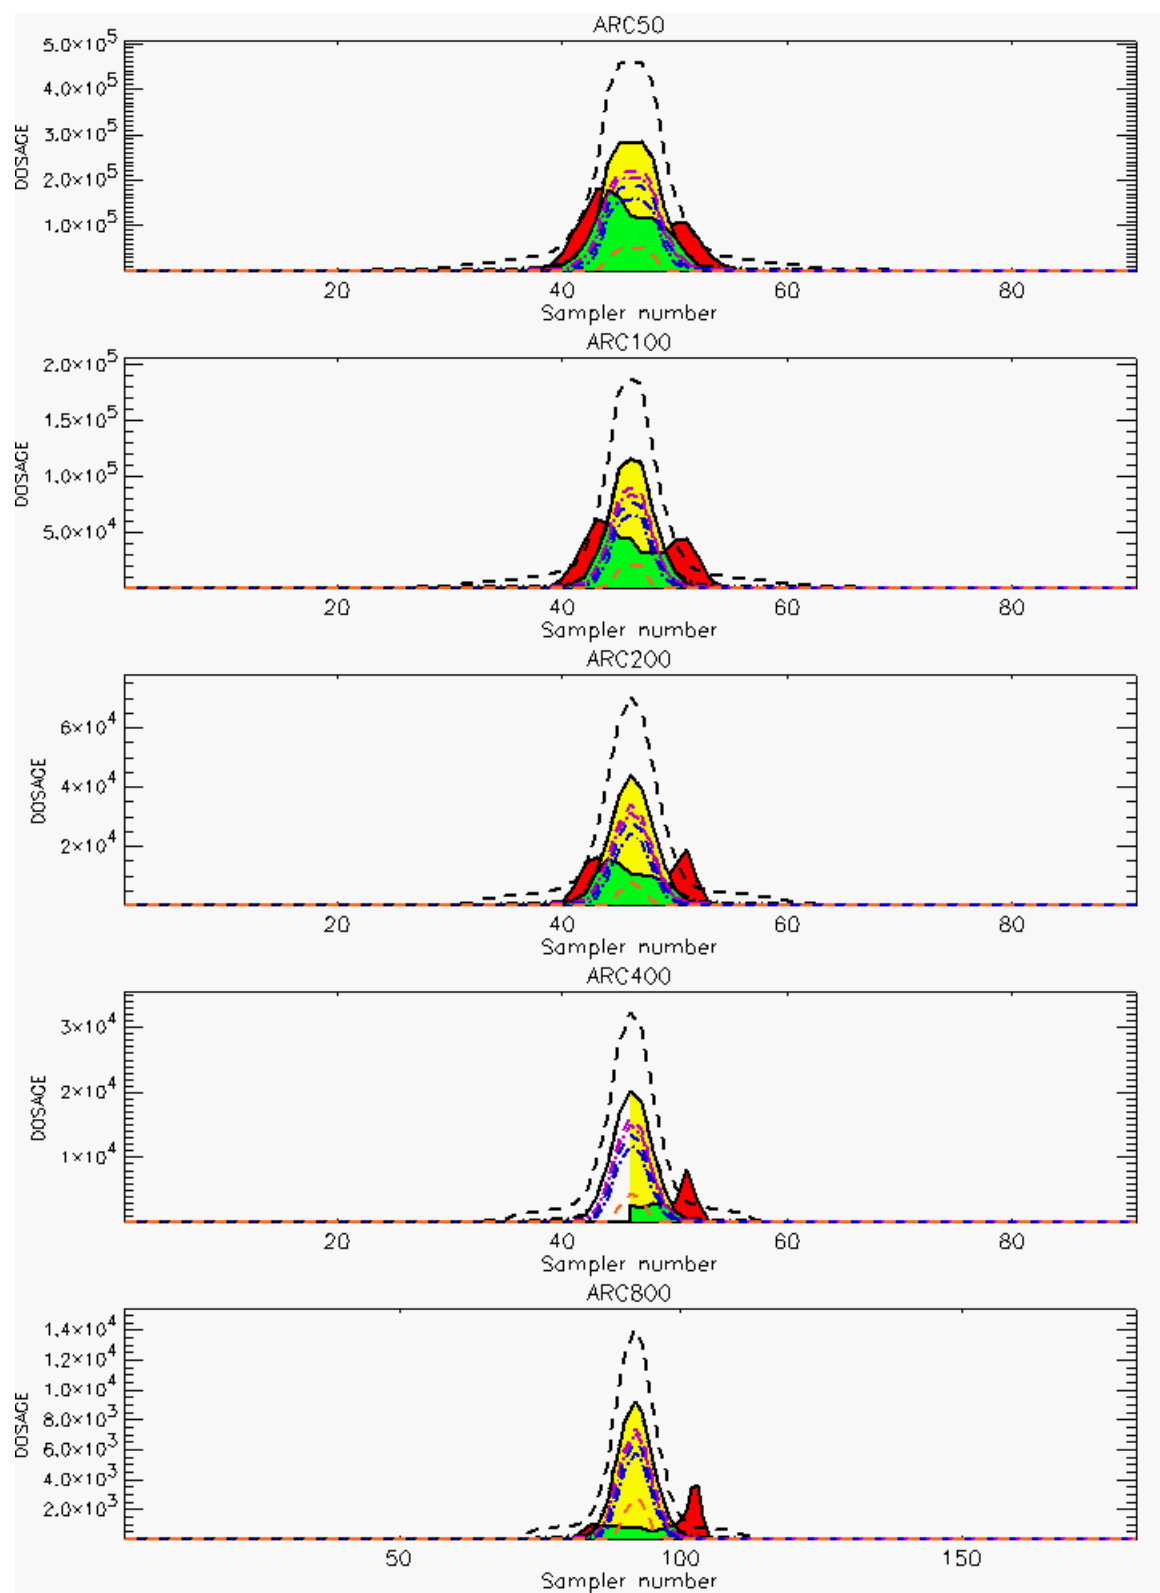 ARC50
5.0×10^5
4.0×10^5
3.0×10^5
2.0×10^5
1.0×10^5
DOSAGE
20 40 60 80
Sampler number
ARC100
2.0×10^5
1.5×10^5
1.0×10^5
5.0×10^4
DOSAGE
20 40 60 80
Sampler number
ARC200
6×10^4
4×10^4
2×10^4
DOSAGE
20 40 60 80
Sampler number
ARC400
3×10^4
2×10^4
1×10^4
DOSAGE
20 40 60 80
Sampler number
ARC800
1.4×10^4
1.2×10^4
1.0×10^4
8.0×10^3
6.0×10^3
4.0×10^3
2.0×10^3
DOSAGE
50 100 150
Sampler number